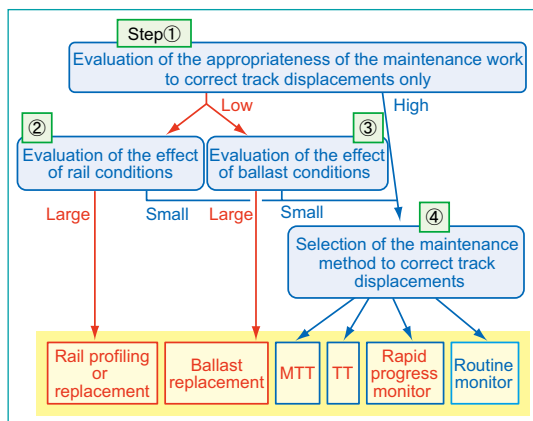 Step①
Evaluation of the appropriateness of the maintenance work
to correct track displacements only
Low
High
②
Evaluation of the effect
of rail conditions
③
Evaluation of the effect
of ballast conditions
Large
Small
Large
Small
④
Selection of the maintenance
method to correct track
displacements
Rail profiling
or
replacement
Ballast
replacement
MTT
TT
Rapid
progress
monitor
Routine
monitor